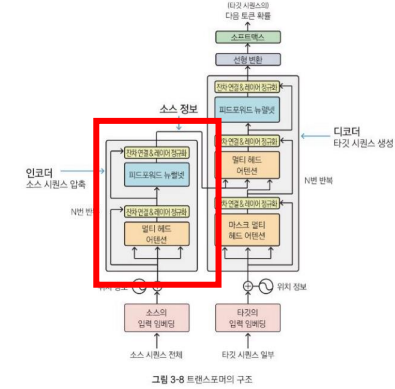 (타깃 시퀀스의)
다음 토큰 확률
소프트맥스
선형 변환
소스 정보
잔차 연결 & 레이어 정규화
피드포워드 뉴럴넷
잔차 연결 & 레이어 정규화
멀티 헤드
어텐션
디코더
타깃 시퀀스 생성
N번 반복
잔차 연결 & 레이어 정규화
마스크 멀티
헤드 어텐션
위치 정보
인코더
소스 시퀀스 압축
잔차 연결 & 레이어 정규화
피드포워드 뉴럴넷
N번 반
잔차 연결 & 레이어 정규화
멀티 헤드
어텐션
소스의
입력 임베딩
타깃의
입력 임베딩
소스 시퀀스 전체
타깃 시퀀스 일부
그림 3-8 트랜스포머의 구조